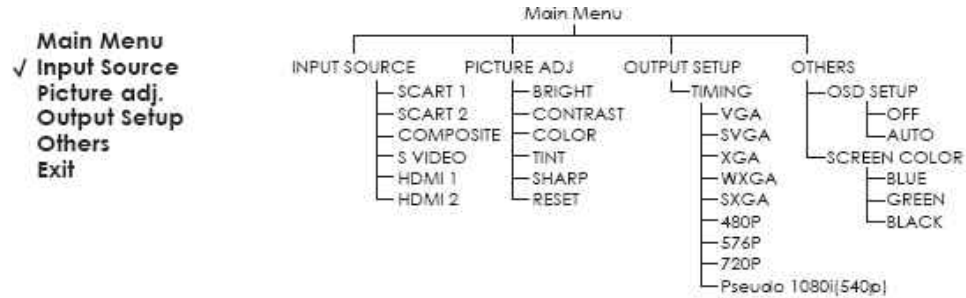 Main Menu
√ Input Source
Picture adj.
Output Setup
Others
Exit
Main Menu
INPUT SOURCE
SCART 1
SCART 2
COMPOSITE
S VIDEO
HDMI 1
HDMI 2
PICTURE ADJ
BRIGHT
CONTRAST
COLOR
TINT
SHARP
RESET
OUTPUT SETUP
TIMING
VGA
SVGA
XGA
WXGA
SXGA
480P
576P
720P
Pseudo 1080i(540p)
OTHERS
OSD SETUP
OFF
AUTO
SCREEN COLOR
BLUE
GREEN
BLACK